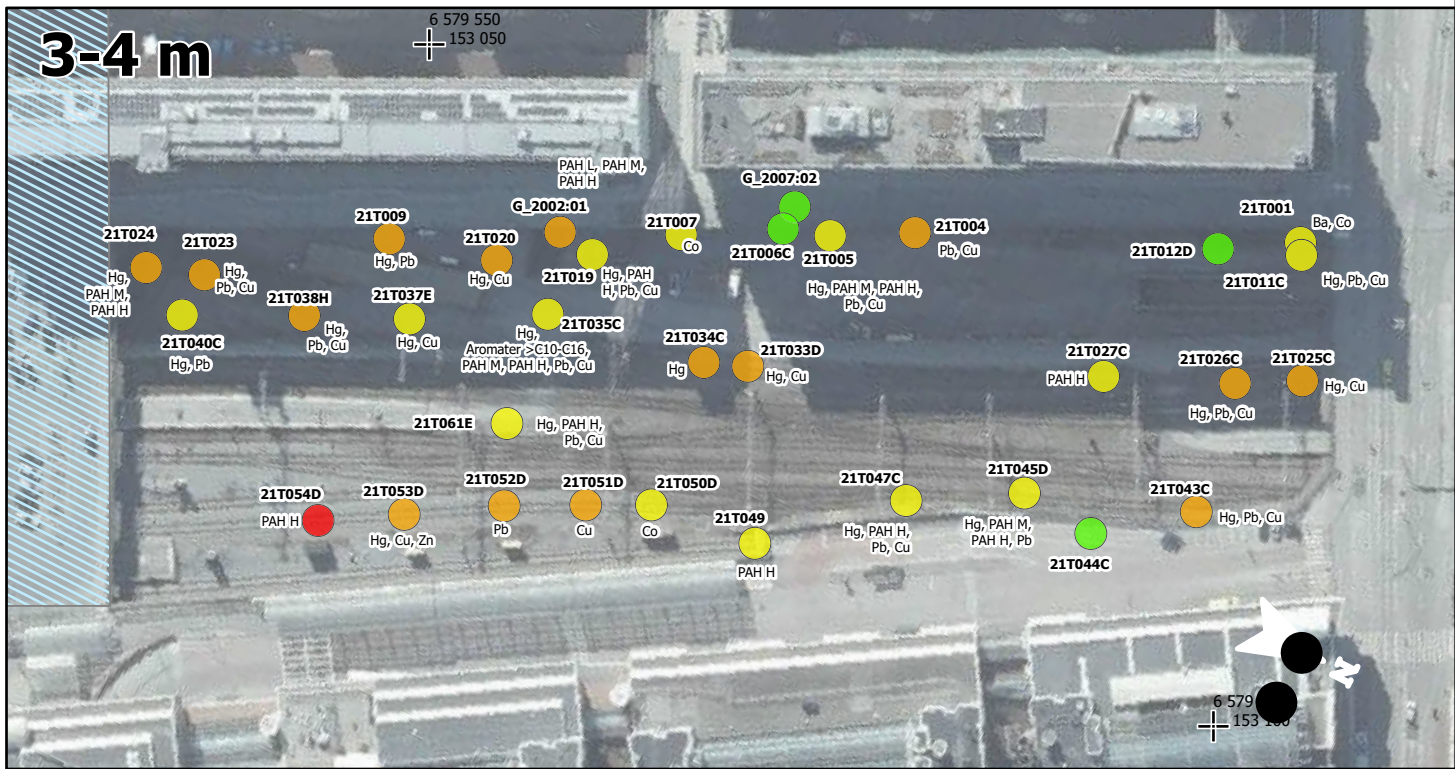 3-4 m
6 579 550
153 050
PAH L, PAH M,
PAH H
G_2007:02
21T024
21T023
21T009
G_2002:01
21T007
21T001
Ba, Co
Hg,
PAH M,
PAH H
Hg,
Pb, Cu
Hg, Pb
21T020
Hg, Cu
21T019
Hg, PAH
H, Pb, Cu
Co
21T006C
21T005
Hg, PAH M, PAH H,
Pb, Cu
21T004
Pb, Cu
21T012D
21T011C
Hg, Pb, Cu
21T040C
Hg, Pb
21T038H
Hg,
Pb, Cu
21T037E
Hg, Cu
21T035C
Hg,
Aromater >C10-C16,
PAH M, PAH H, Pb, Cu
21T034C
Hg
21T033D
Hg, Cu
21T027C
PAH H
21T026C
Hg, Pb, Cu
21T025C
Hg, Cu
21T061E
Hg, PAH H,
Pb, Cu
21T054D
PAH H
21T053D
Hg, Cu, Zn
21T052D
Pb
21T051D
Cu
21T050D
Co
21T049
PAH H
21T047C
Hg, PAH H,
Pb, Cu
21T045D
Hg, PAH M,
PAH H, Pb
21T044C
21T043C
Hg, Pb, Cu
N
6 579
153